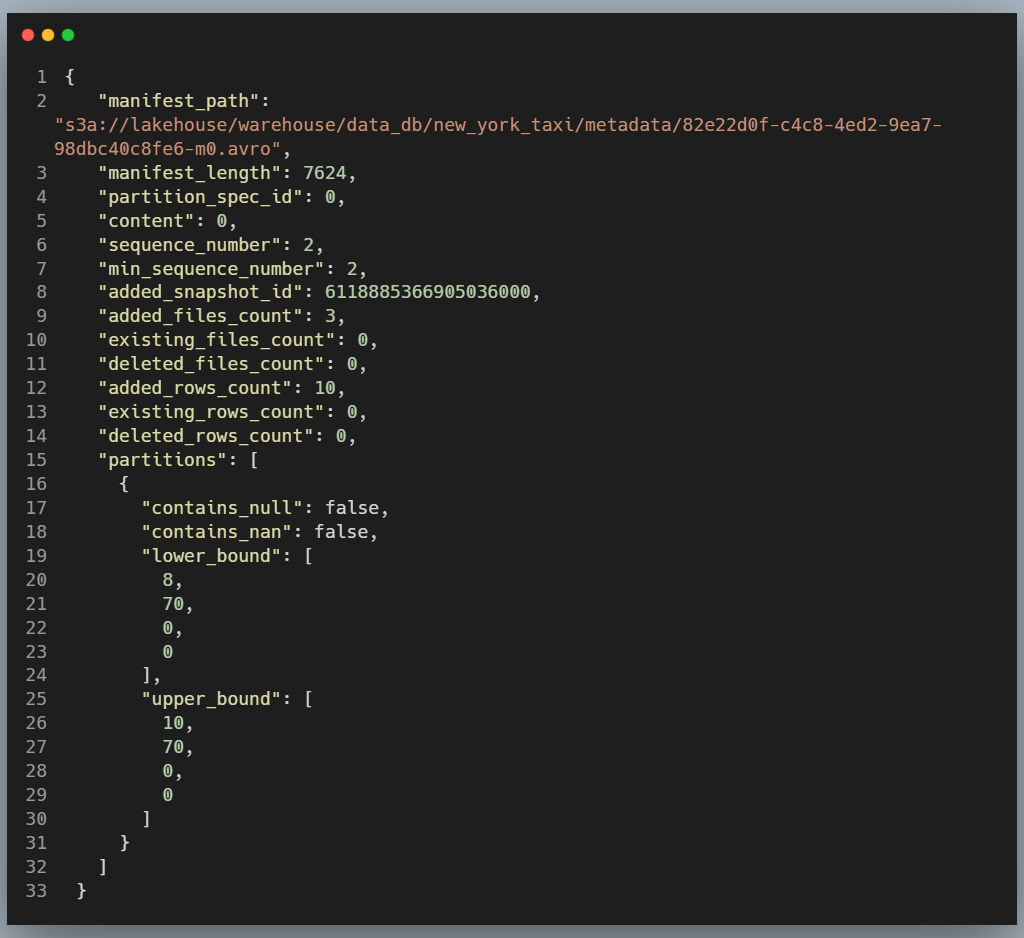 1 {
2 "manifest_path":
"s3a://lakehouse/warehouse/data_db/new_york_taxi/metadata/82e22d0f-c4c8-4ed2-9ea7-
98dbc40c8fe6-m0.avro",
3 "manifest_length": 7624,
4 "partition_spec_id": 0,
5 "content": 0,
6 "sequence_number": 2,
7 "min_sequence_number": 2,
8 "added_snapshot_id": 6118885366905036000,
9 "added_files_count": 3,
10 "existing_files_count": 0,
11 "deleted_files_count": 0,
12 "added_rows_count": 10,
13 "existing_rows_count": 0,
14 "deleted_rows_count": 0,
15 "partitions": [
16 {
17 "contains_null": false,
18 "contains_nan": false,
19 "lower_bound": [
20 8,
21 70,
22 0,
23 0
24 ],
25 "upper_bound": [
26 10,
27 70,
28 0,
29 0
30 ]
31 }
32 ]
33 }